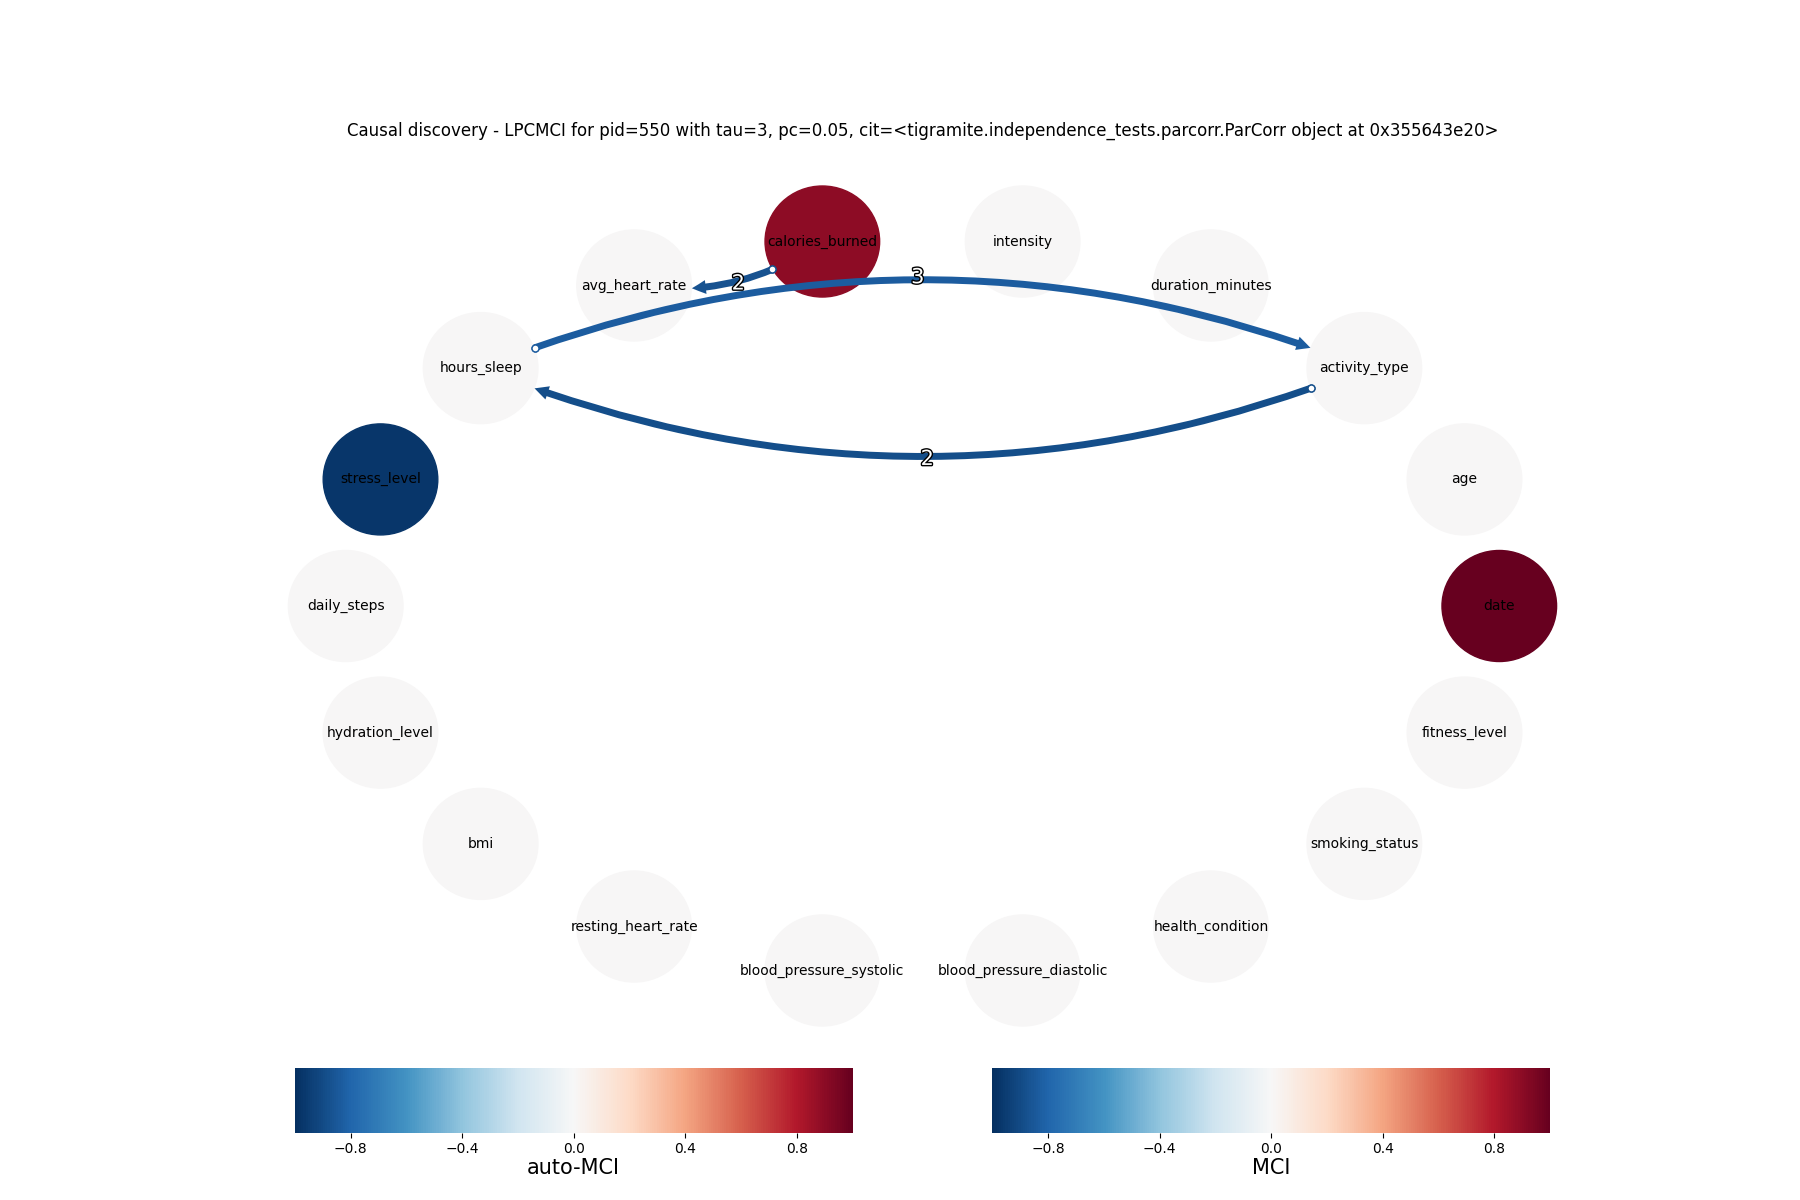 Causal discovery - LPCMCI for pid=550 with tau=3, pc=0.05, cit=<tigramite.independence_tests.parcorr.ParCorr object at 0x355643e20>
calories_burned
intensity
avg_heart_rate
2
3
duration_minutes
hours_sleep
activity_type
2
stress_level
age
daily_steps
date
hydration_level
fitness_level
bmi
smoking_status
resting_heart_rate
health_condition
blood_pressure_systolic
blood_pressure_diastolic
−0.8 −0.4 0.0 0.4 0.8
auto-MCI
−0.8 −0.4 0.0 0.4 0.8
MCI